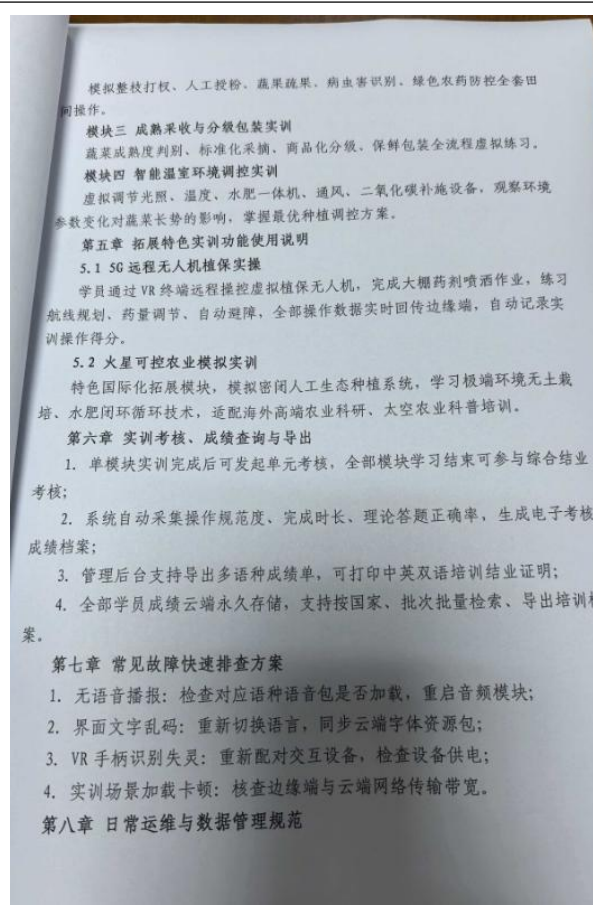 模拟整枝打杈、人工授粉、蔬果疏果、病虫害识别、绿色农药防控全套田
间操作。
模块三 成熟采收与分级包装实训
蔬菜成熟度判别、标准化采摘、商品化分级、保鲜包装全流程虚拟练习。
模块四 智能温室环境调控实训
虚拟调节光照、温度、水肥一体机、通风、二氧化碳补施设备，观察环境
参数变化对蔬菜长势的影响，掌握最优种植调控方案。
第五章 拓展特色实训功能使用说明
5.1 5G 远程无人机植保实操
学员通过 VR 终端远程操控虚拟植保无人机，完成大棚药剂喷洒作业，练习
航线规划、药量调节、自动避障，全部操作数据实时回传边缘端，自动记录实
训操作得分。
5.2 火星可控农业模拟实训
特色国际化拓展模块，模拟密闭人工生态种植系统，学习极端环境无土栽
培、水肥闭环循环技术，适配海外高端农业科研、太空农业科普培训。
第六章 实训考核、成绩查询与导出
1. 单模块实训完成后可发起单元考核，全部模块学习结束可参与综合结业
考核；
2. 系统自动采集操作规范度、完成时长、理论答题正确率，生成电子考核
成绩档案；
3. 管理后台支持导出多语种成绩单，可打印中英双语培训结业证明；
4. 全部学员成绩云端永久存储，支持按国家、批次批量检索、导出培训
案。
第七章 常见故障快速排查方案
1. 无语音播报：检查对应语种语音包是否加载，重启音频模块；
2. 界面文字乱码：重新切换语言，同步云端字体资源包；
3. VR 手柄识别失灵：重新配对交互设备，检查设备供电；
4. 实训场景加载卡顿：核查边缘端与云端网络传输带宽。
第八章 日常运维与数据管理规范